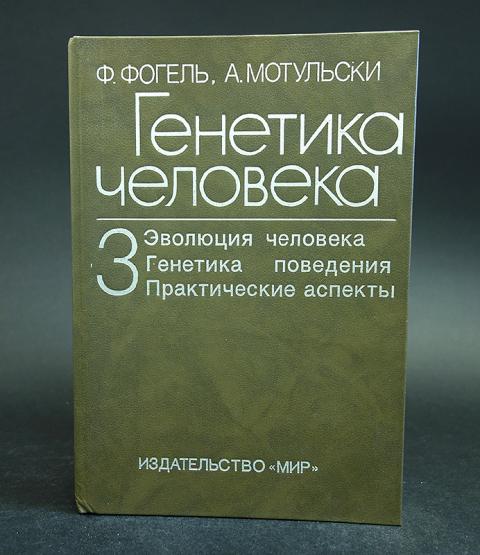 Ф. ФОГЕЛЬ, А. МОТУЛЬСКИ
Генетика
человека
3
Эволюция человека
Генетика поведения
Практические аспекты
ИЗДАТЕЛЬСТВО «МИР»